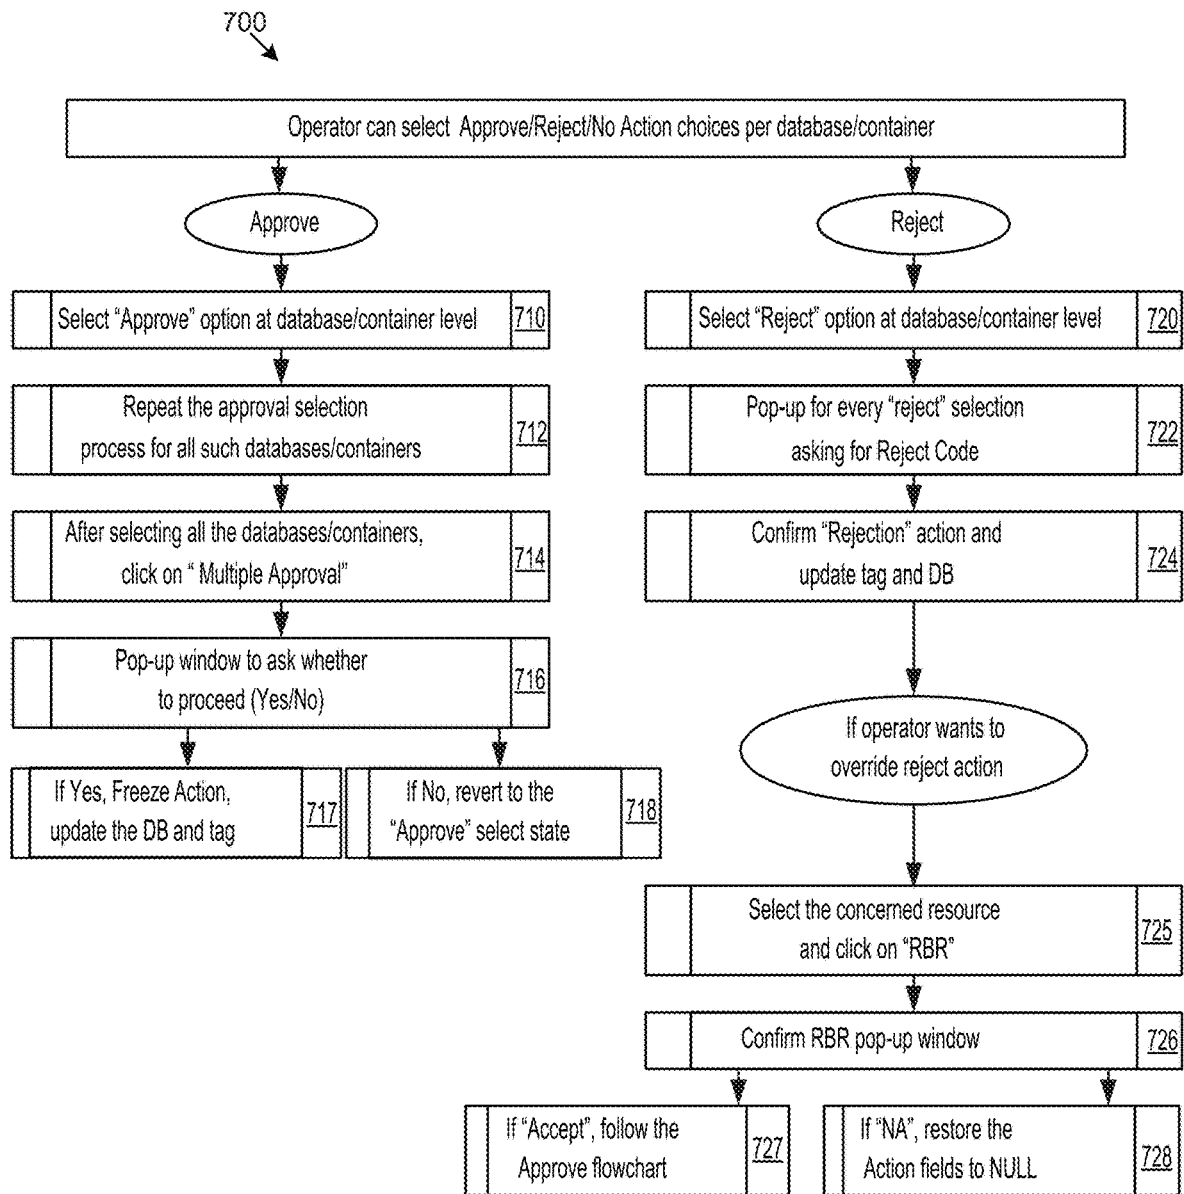 700
Operator can select Approve/Reject/No Action choices per database/container
Approve
Select “Approve” option at database/container level
710
Repeat the approval selection
process for all such databases/containers
712
After selecting all the databases/containers,
click on “ Multiple Approval”
714
Pop-up window to ask whether
to proceed (Yes/No)
716
If Yes, Freeze Action,
update the DB and tag
717
If No, revert to the
“Approve” select state
718
Reject
Select “Reject” option at database/container level
720
Pop-up for every “reject” selection
asking for Reject Code
722
Confirm “Rejection” action and
update tag and DB
724
If operator wants to
override reject action
Select the concerned resource
and click on “RBR”
725
Confirm RBR pop-up window
726
If “Accept”, follow the
Approve flowchart
727
If “NA”, restore the
Action fields to NULL
728